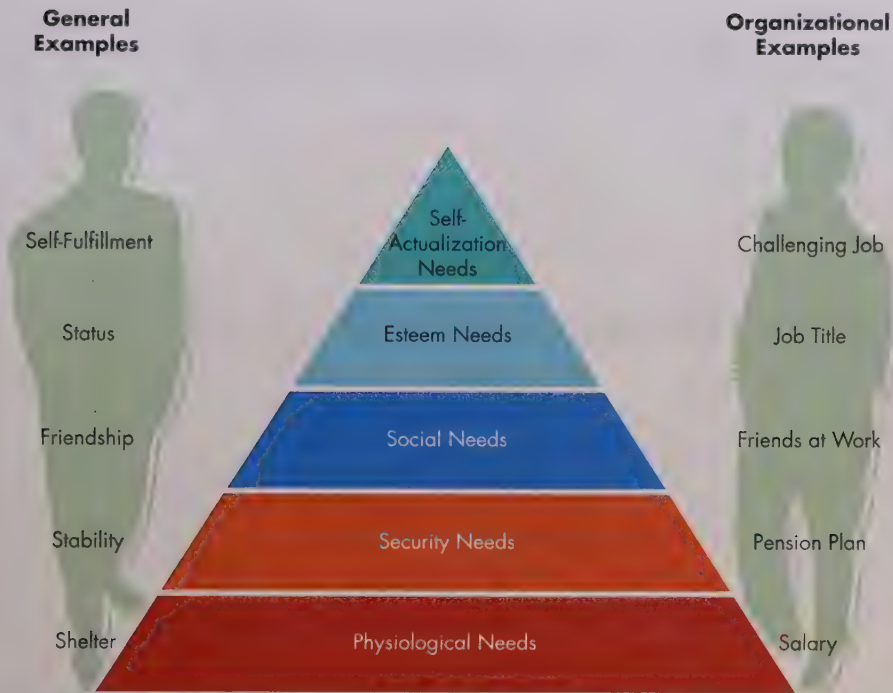 General
Examples
Organizational
Examples
Self-Fulfillment
Self-
Actualization
Needs
Challenging Job
Status
Esteem Needs
Job Title
Friendship
Social Needs
Friends at Work
Stability
Security Needs
Pension Plan
Shelter
Physiological Needs
Salary